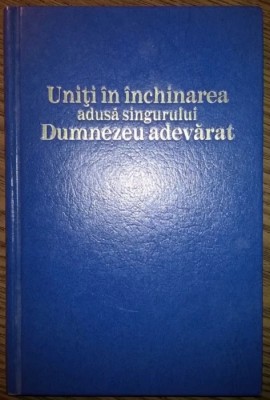 Uniţi în închinarea
adusă singurului
Dumnezeu adevărat